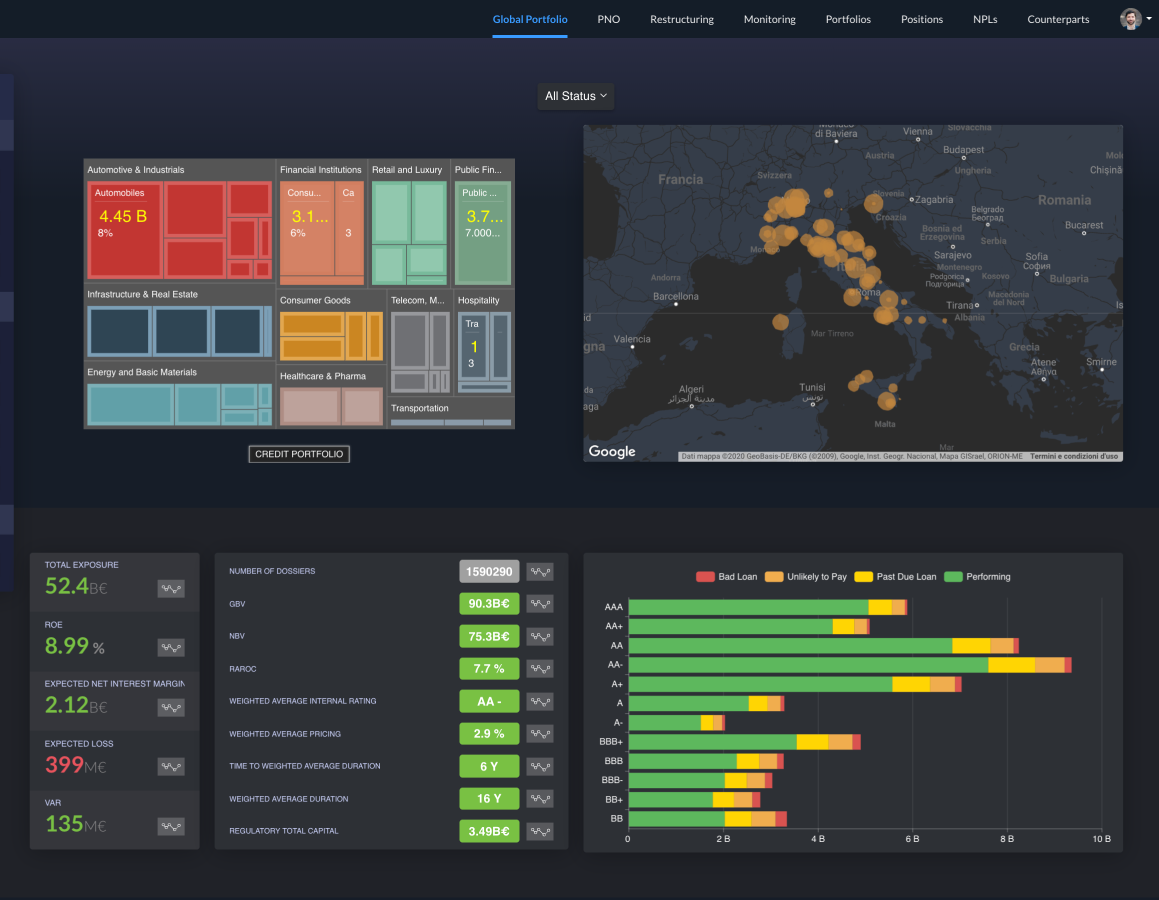 Global Portfolio
PNO
Restructuring
Monitoring
Portfolios
Positions
NPLs
Counterparts
All Status
Automotive & Industrials
Automobiles
4.45 B
8%
Financial Institutions
Consu...
3.1...
6%
Ca
3
Retail and Luxury
Public Fin...
Public ...
3.7...
7.000...
Infrastructure & Real Estate
Energy and Basic Materials
Consumer Goods
Healthcare & Pharma
Telecom, M...
Hospitality
Tra
1
3
Transportation
CREDIT PORTFOLIO
di Baviera
Vienna
Slovacchia
Budapest
Austria
Ungheria
Chișină
Francia
Svizzera
Slovenia
Zagabria
Croazia
Romania
Belgrado
Београд
Bucarest
Bosnia ed
Erzegovina
Serbia
Sarajevo
Sofia
София
Montenegro
Podgorica
Подгорица
Kosovo
Bulgaria
Andorra
Barcellona
Roma
Macedonia
del Nord
Tirana
Albania
Valencia
Mar Tirreno
Grecia
Atene
Αθήνα
Smirne
Algeri
مدينة الجزائر
Tunisi
تونس
Malta
Mar
Google
Dati mappa ©2020 GeoBasis-DE/BKG (©2009), Google, Inst. Geogr. Nacional, Mapa GISrael, ORION-ME
Termini e condizioni d'uso
TOTAL EXPOSURE
52.4B€
ROE
8.99 %
EXPECTED NET INTEREST MARGIN
2.12B€
EXPECTED LOSS
399M€
VAR
135M€
NUMBER OF DOSSIERS 1590290
GBV 90.3B€
NBV 75.3B€
RAROC 7.7 %
WEIGHTED AVERAGE INTERNAL RATING AA -
WEIGHTED AVERAGE PRICING 2.9 %
TIME TO WEIGHTED AVERAGE DURATION 6 Y
WEIGHTED AVERAGE DURATION 16 Y
REGULATORY TOTAL CAPITAL 3.49B€
Bad Loan Unlikely to Pay Past Due Loan Performing
AAA
AA+
AA
AA-
A+
A
A-
BBB+
BBB
BBB-
BB+
BB
0 2 B 4 B 6 B 8 B 10 B